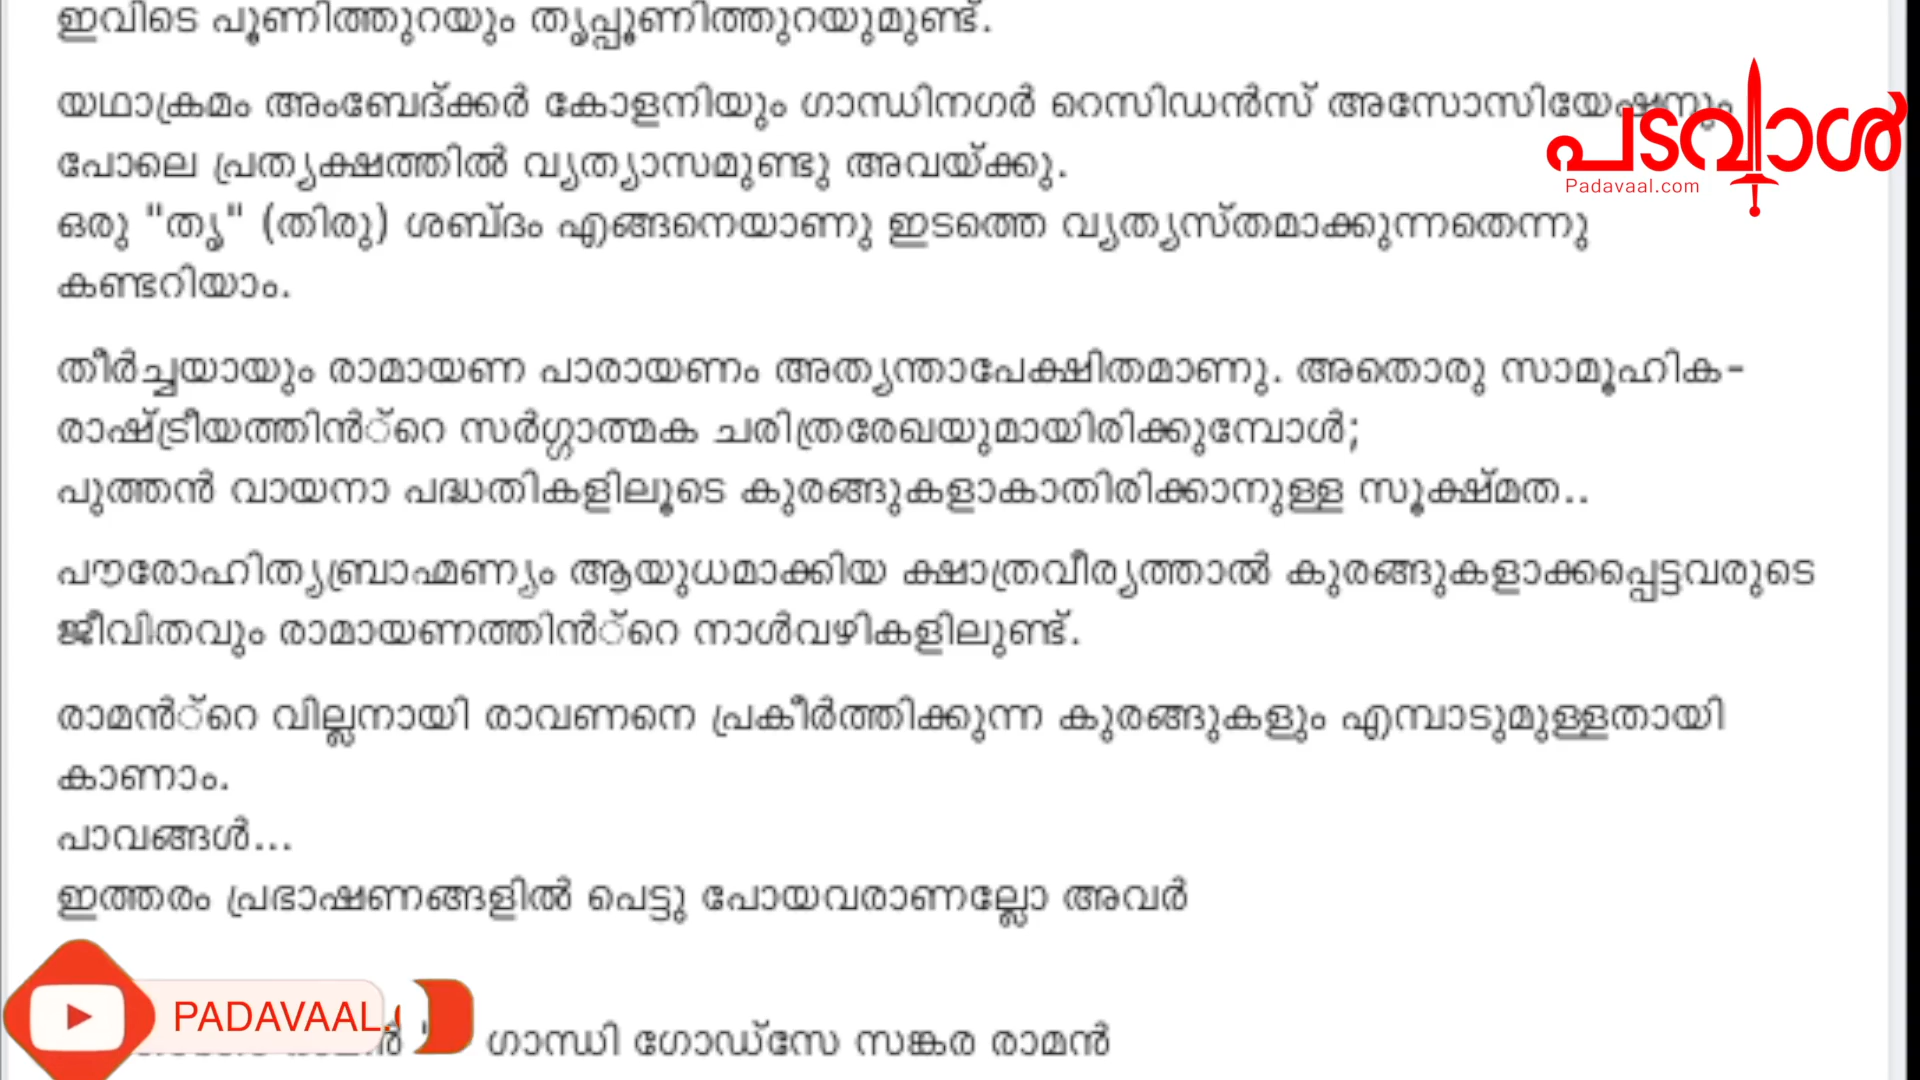 ഇവിടെ പൂണിത്തുറയും തൃപ്പൂണിത്തുറയുമുണ്ട്.
യഥാക്രമം അംബേദ്ക്കർ കോളനിയും ഗാന്ധിനഗർ റെസിഡൻസ് അസോസിയേഷനും
പോലെ പ്രത്യക്ഷത്തിൽ വ്യത്യാസമുണ്ടു അവയ്ക്കു.
ഒരു "തൃ" (തിരു) ശബ്ദം എങ്ങനെയാണു ഇടത്തെ വ്യത്യസ്തമാക്കുന്നതെന്നു
കണ്ടറിയാം.
തീർച്ചയായും രാമായണ പാരായണം അത്യന്താപേക്ഷിതമാണു. അതൊരു സാമൂഹിക-
രാഷ്ട്രീയത്തിൻ്റെ സർഗ്ഗാത്മക ചരിത്രരേഖയുമായിരിക്കുമ്പോൾ;
പുത്തൻ വായനാ പദ്ധതികളിലൂടെ കുരങ്ങുകളാകാതിരിക്കാനുള്ള സൂക്ഷ്മത..
പൗരോഹിത്യബ്രാഹ്മണ്യം ആയുധമാക്കിയ ക്ഷാത്രവീര്യത്താൽ കുരങ്ങുകളാക്കപ്പെട്ടവരുടെ
ജീവിതവും രാമായണത്തിൻ്റെ നാൾവഴികളിലുണ്ട്.
രാമൻ്റെ വില്ലനായി രാവണനെ പ്രകീർത്തിക്കുന്ന കുരങ്ങുകളും എമ്പാടുമുള്ളതായി
കാണാം.
പാവങ്ങൾ...
ഇത്തരം പ്രഭാഷണങ്ങളിൽ പെട്ടു പോയവരാണല്ലോ അവർ
ഗാന്ധി ഗോഡ്സേ സങ്കര രാമൻ
പടവാൾ
Padavaal.com
PADAVAAL.